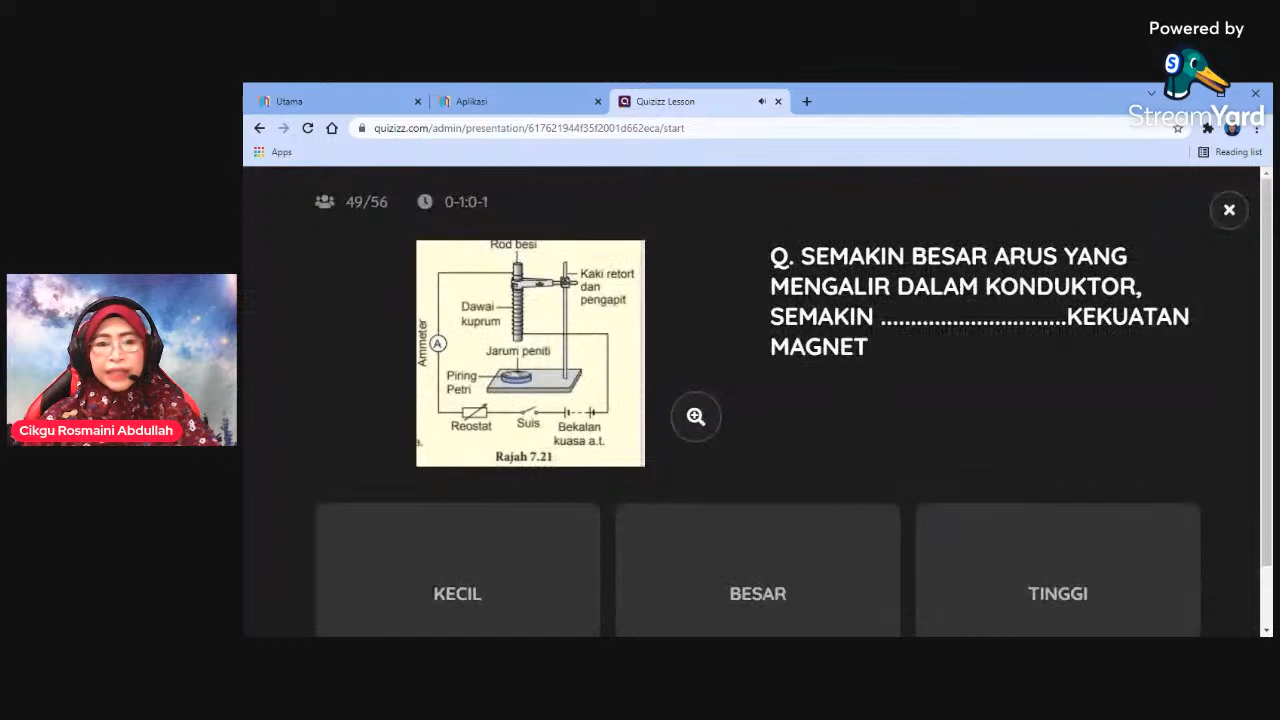 Powered by
StreamYard
Utama
Aplikasi
Quizizz Lesson
quizizz.com/admin/presentation/617621944f35f2001d662eca/start
Apps
Reading list
49/56
0-1:0-1
Rod besi
Kaki retort
dan
pengapit
Dawai
kuprum
Ammeter
A
Jarum peniti
Piring
Petri
Reostat
Suis
Bekalan
kuasa a.t.
Rajah 7.21
Q. SEMAKIN BESAR ARUS YANG
MENGALIR DALAM KONDUKTOR,
SEMAKIN ...............................KEKUATAN
MAGNET
Cikgu Rosmaini Abdullah
KECIL
BESAR
TINGGI